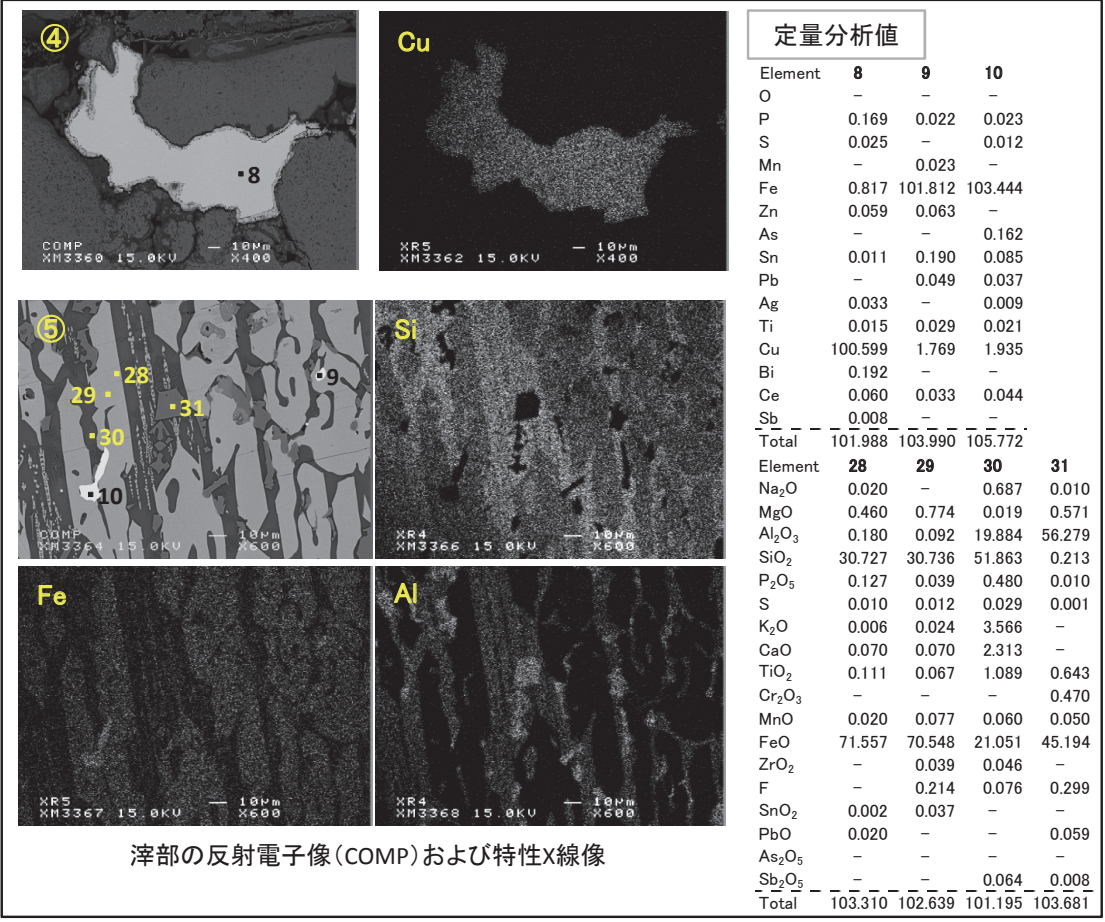 ④
8
COMP 10μm
XM3360 15.0KV X400
Cu
XR5 10μm
XM3362 15.0KV X400
⑤
28
29
30
31
9
10
COMP 10μm
XM3364 15.0KV X600
Si
XR4 10μm
XM3366 15.0KV X600
Fe
XR5 10μm
XM3367 15.0KV X600
Al
XR4 10μm
XM3368 15.0KV X600
滓部の反射電子像(COMP)および特性X線像
定量分析値
Element 8 9 10
O − − −
P 0.169 0.022 0.023
S 0.025 − 0.012
Mn − 0.023 −
Fe 0.817 101.812 103.444
Zn 0.059 0.063 −
As − − 0.162
Sn 0.011 0.190 0.085
Pb − 0.049 0.037
Ag 0.033 − 0.009
Ti 0.015 0.029 0.021
Cu 100.599 1.769 1.935
Bi 0.192 − −
Ce 0.060 0.033 0.044
Sb 0.008 − −
Total 101.988 103.990 105.772
Element 28 29 30 31
Na₂O 0.020 − 0.687 0.010
MgO 0.460 0.774 0.019 0.571
Al₂O₃ 0.180 0.092 19.884 56.279
SiO₂ 30.727 30.736 51.863 0.213
P₂O₅ 0.127 0.039 0.480 0.010
S 0.010 0.012 0.029 0.001
K₂O 0.006 0.024 3.566 −
CaO 0.070 0.070 2.313 −
TiO₂ 0.111 0.067 1.089 0.643
Cr₂O₃ − − − 0.470
MnO 0.020 0.077 0.060 0.050
FeO 71.557 70.548 21.051 45.194
ZrO₂ − 0.039 0.046 −
F − 0.214 0.076 0.299
SnO₂ 0.002 0.037 − −
PbO 0.020 − − 0.059
As₂O₅ − − − −
Sb₂O₅ − − 0.064 0.008
Total 103.310 102.639 101.195 103.681